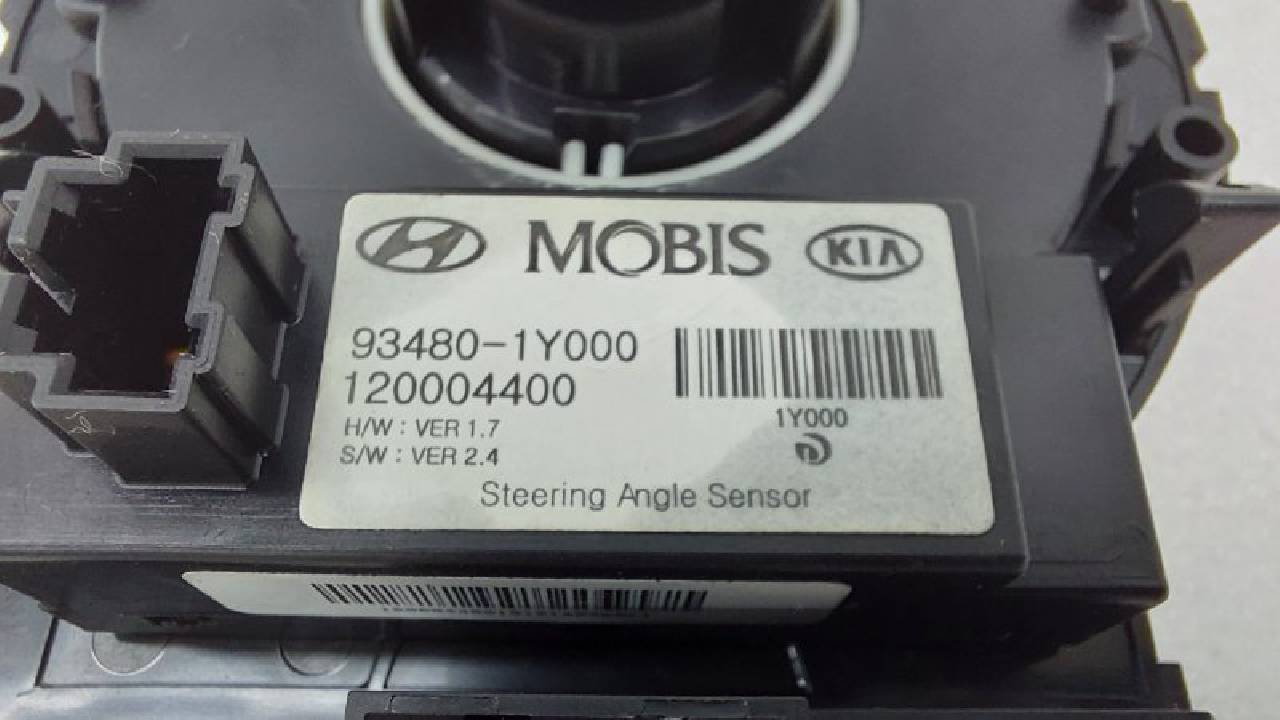 MOBIS KIA
93480-1Y000
120004400
1Y000
H/W : VER 1.7
S/W : VER 2.4
Steering Angle Sensor